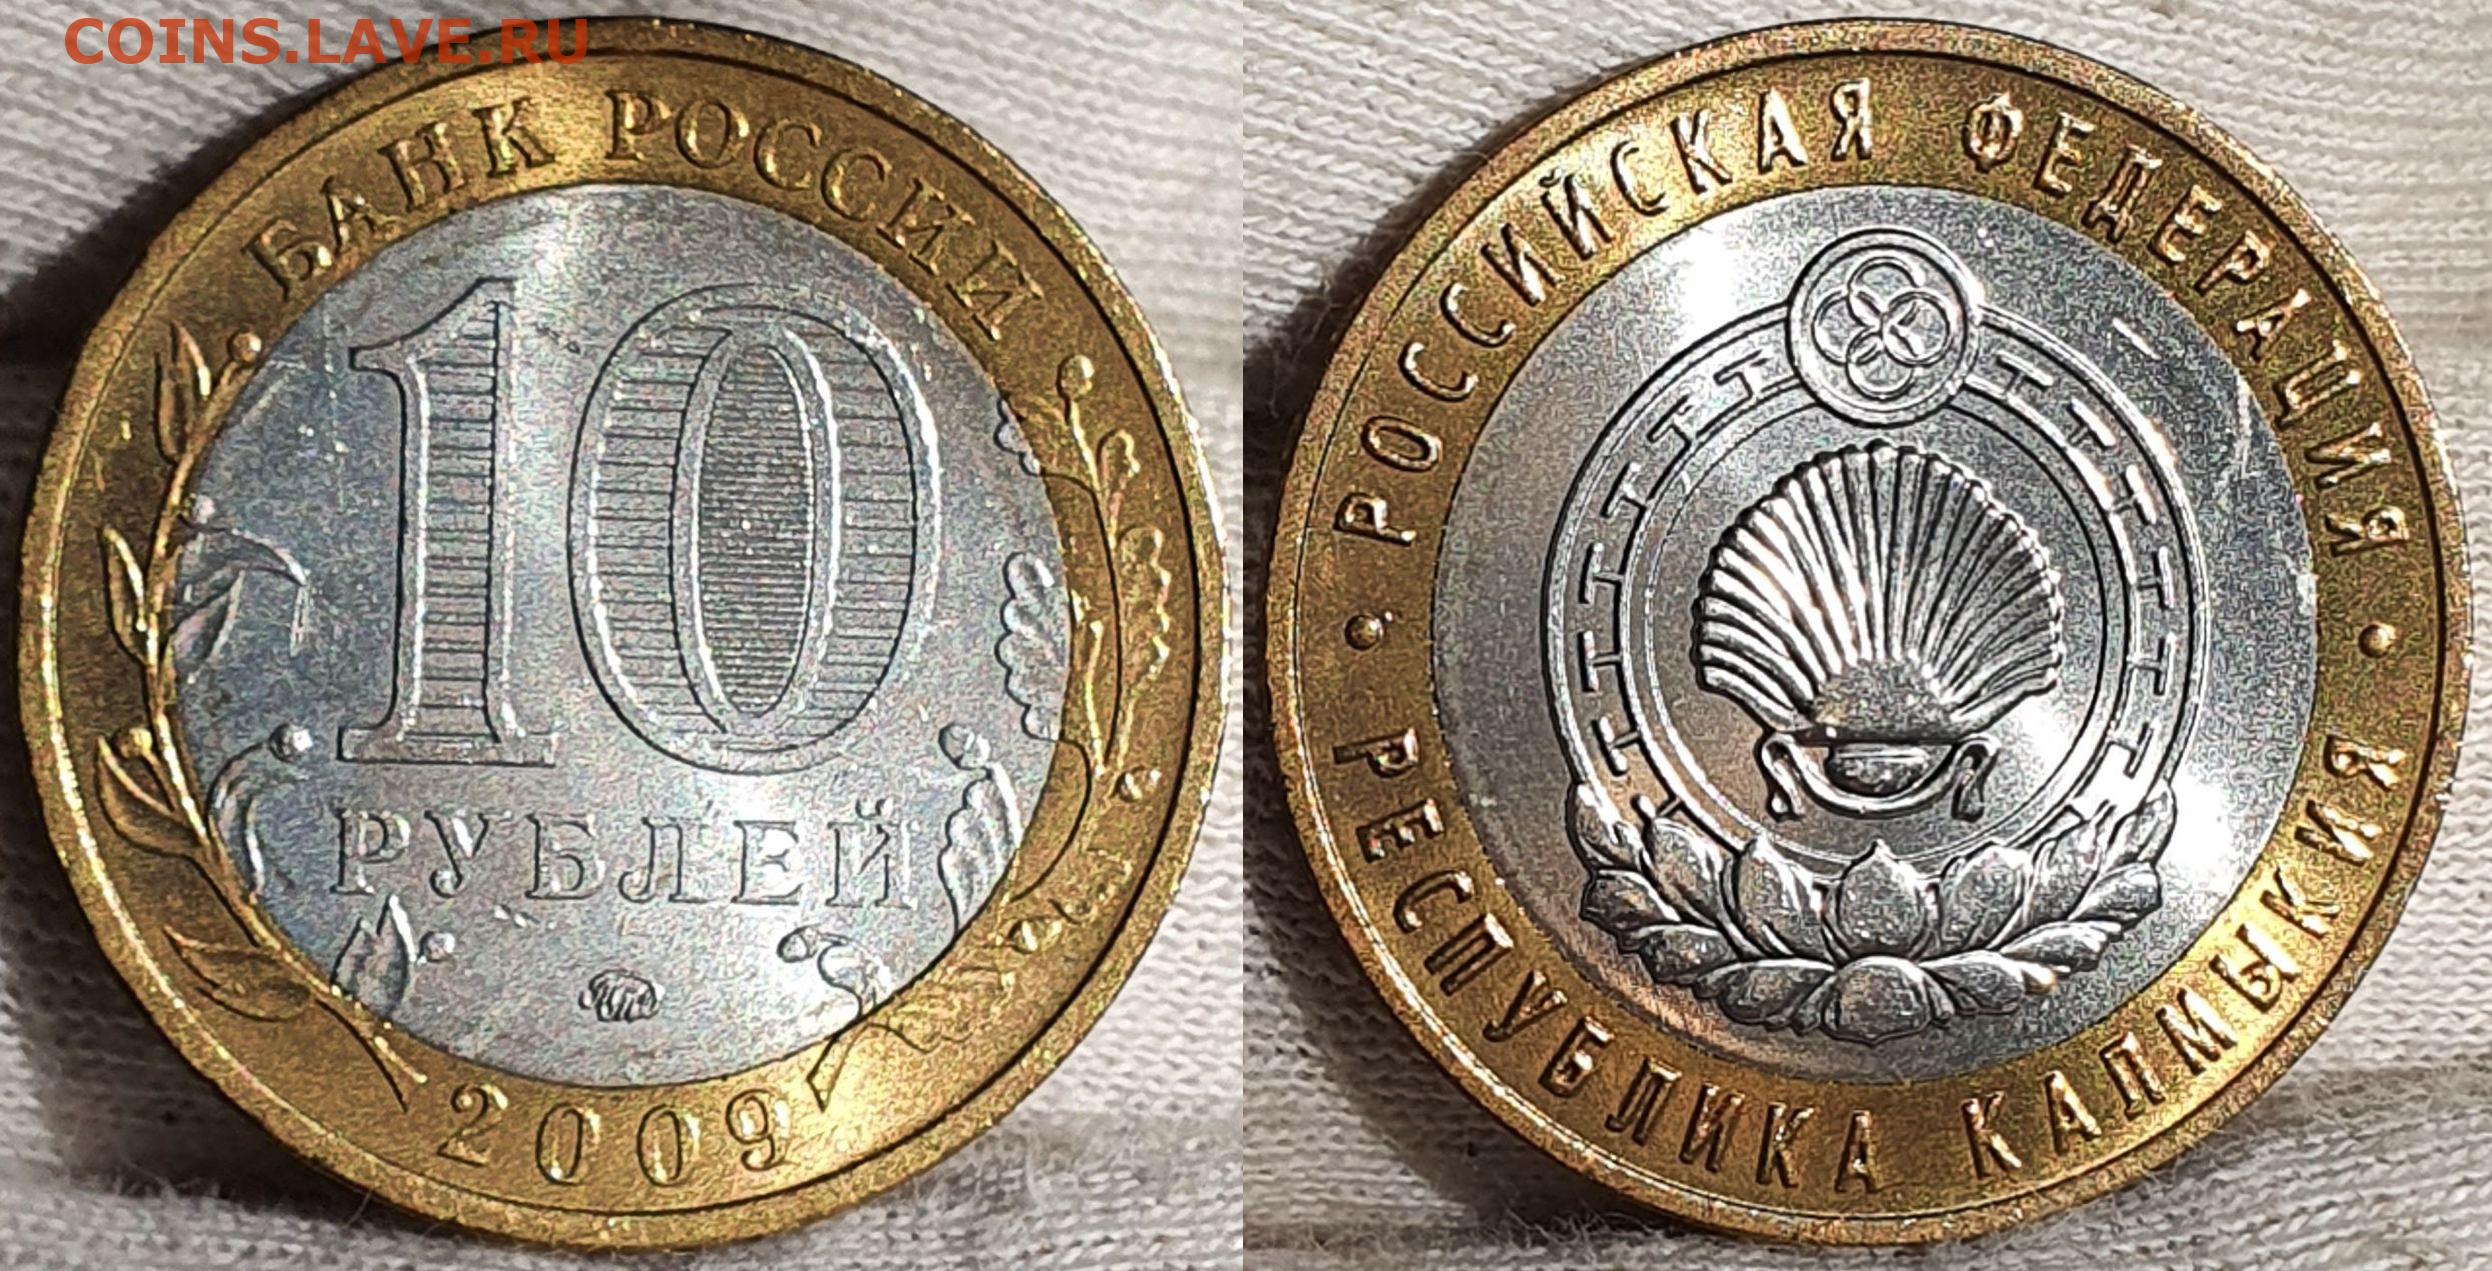 COINS.LAVE.RU
БАНК РОССИИ
10
РУБЛЕЙ
2009
РОССИЙСКАЯ ФЕДЕРАЦИЯ
РЕСПУБЛИКА КАЛМЫКИЯ